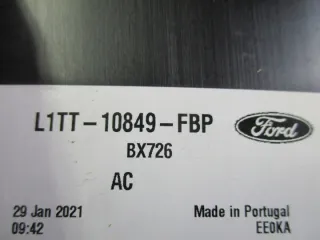 L1TT-10849-FBP Ford
BX726
AC
29 Jan 2021 Made in Portugal
09:42 EE0KA